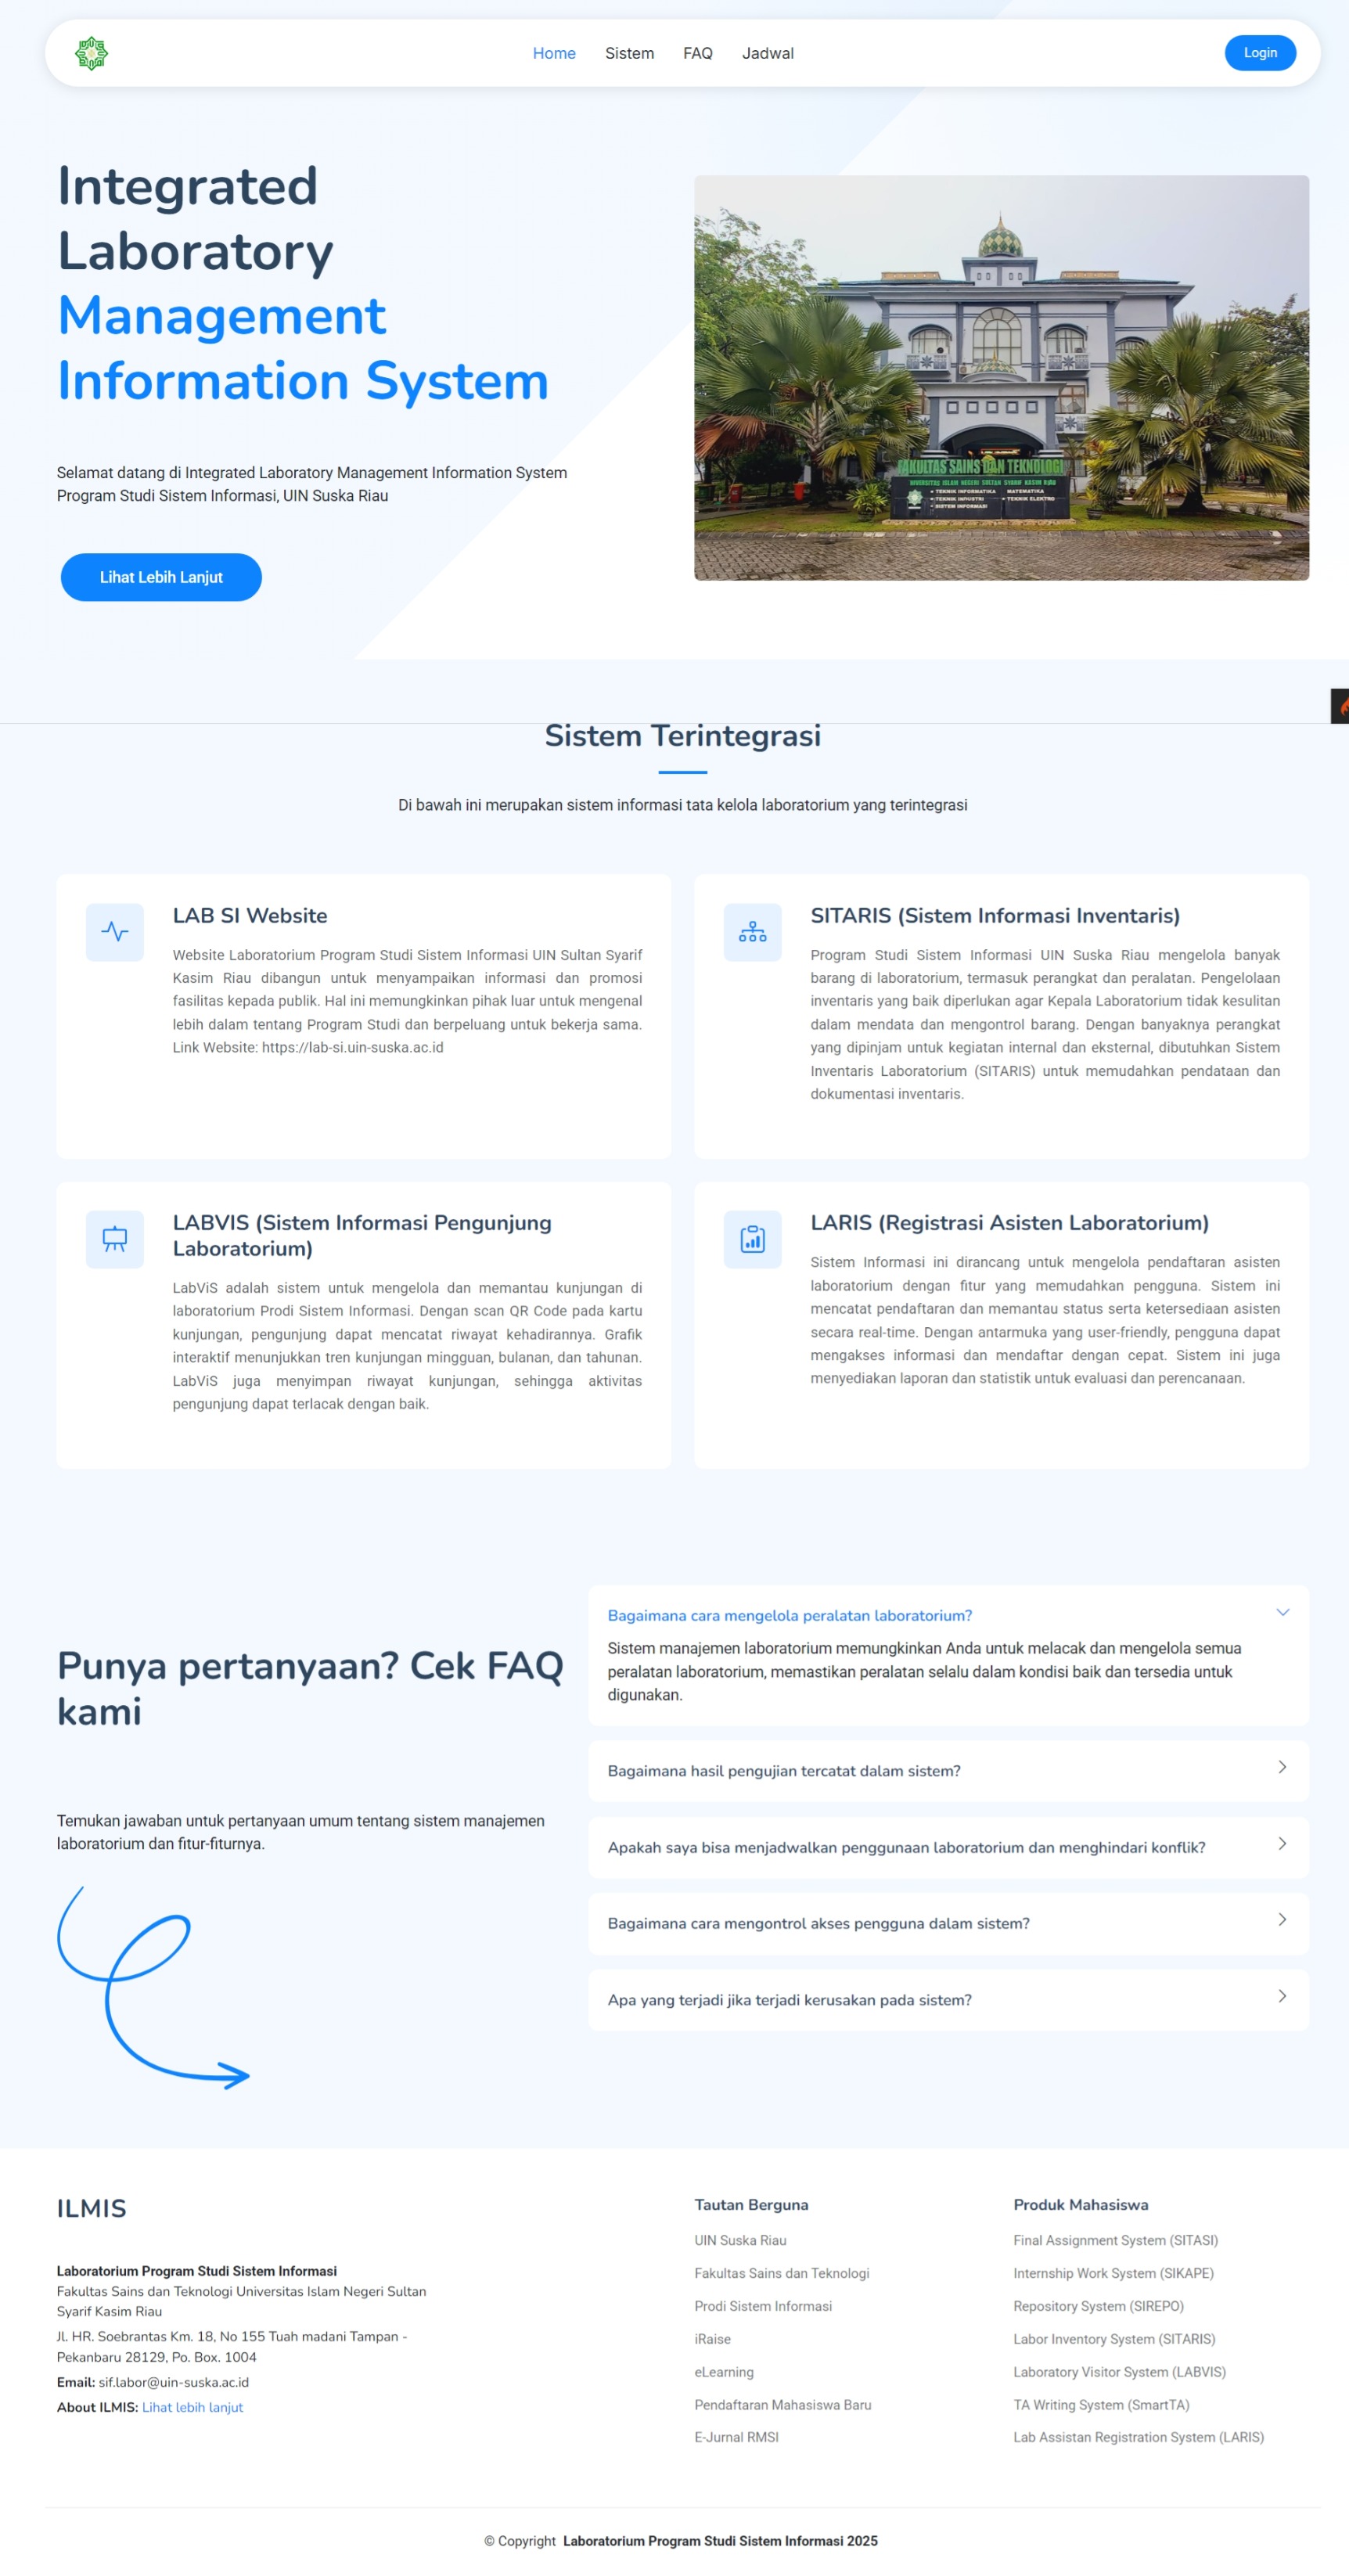 Home Sistem FAQ Jadwal Login
Integrated
Laboratory
Management
Information System
Selamat datang di Integrated Laboratory Management Information System
Program Studi Sistem Informasi, UIN Suska Riau
Lihat Lebih Lanjut
FAKULTAS SAINS DAN TEKNOLOGI
UNIVERSITAS ISLAM NEGERI SULTAN SYARIF KASIM RIAU
• TEKNIK INFORMATIKA • MATEMATIKA
• TEKNIK INDUSTRI • TEKNIK ELEKTRO
• SISTEM INFORMASI
Sistem Terintegrasi
Di bawah ini merupakan sistem informasi tata kelola laboratorium yang terintegrasi
LAB SI Website
Website Laboratorium Program Studi Sistem Informasi UIN Sultan Syarif
Kasim Riau dibangun untuk menyampaikan informasi dan promosi
fasilitas kepada publik. Hal ini memungkinkan pihak luar untuk mengenal
lebih dalam tentang Program Studi dan berpeluang untuk bekerja sama.
Link Website: https://lab-si.uin-suska.ac.id
SITARIS (Sistem Informasi Inventaris)
Program Studi Sistem Informasi UIN Suska Riau mengelola banyak
barang di laboratorium, termasuk perangkat dan peralatan. Pengelolaan
inventaris yang baik diperlukan agar Kepala Laboratorium tidak kesulitan
dalam mendata dan mengontrol barang. Dengan banyaknya perangkat
yang dipinjam untuk kegiatan internal dan eksternal, dibutuhkan Sistem
Inventaris Laboratorium (SITARIS) untuk memudahkan pendataan dan
dokumentasi inventaris.
LABVIS (Sistem Informasi Pengunjung
Laboratorium)
LabViS adalah sistem untuk mengelola dan memantau kunjungan di
laboratorium Prodi Sistem Informasi. Dengan scan QR Code pada kartu
kunjungan, pengunjung dapat mencatat riwayat kehadirannya. Grafik
interaktif menunjukkan tren kunjungan mingguan, bulanan, dan tahunan.
LabViS juga menyimpan riwayat kunjungan, sehingga aktivitas
pengunjung dapat terlacak dengan baik.
LARIS (Registrasi Asisten Laboratorium)
Sistem Informasi ini dirancang untuk mengelola pendaftaran asisten
laboratorium dengan fitur yang memudahkan pengguna. Sistem ini
mencatat pendaftaran dan memantau status serta ketersediaan asisten
secara real-time. Dengan antarmuka yang user-friendly, pengguna dapat
mengakses informasi dan mendaftar dengan cepat. Sistem ini juga
menyediakan laporan dan statistik untuk evaluasi dan perencanaan.
Punya pertanyaan? Cek FAQ
kami
Temukan jawaban untuk pertanyaan umum tentang sistem manajemen
laboratorium dan fitur-fiturnya.
Bagaimana cara mengelola peralatan laboratorium?
Sistem manajemen laboratorium memungkinkan Anda untuk melacak dan mengelola semua
peralatan laboratorium, memastikan peralatan selalu dalam kondisi baik dan tersedia untuk
digunakan.
Bagaimana hasil pengujian tercatat dalam sistem?
Apakah saya bisa menjadwalkan penggunaan laboratorium dan menghindari konflik?
Bagaimana cara mengontrol akses pengguna dalam sistem?
Apa yang terjadi jika terjadi kerusakan pada sistem?
ILMIS
Laboratorium Program Studi Sistem Informasi
Fakultas Sains dan Teknologi Universitas Islam Negeri Sultan
Syarif Kasim Riau
Jl. HR. Soebrantas Km. 18, No 155 Tuah madani Tampan -
Pekanbaru 28129, Po. Box. 1004
Email: sif.labor@uin-suska.ac.id
About ILMIS: Lihat lebih lanjut
Tautan Berguna
UIN Suska Riau
Fakultas Sains dan Teknologi
Prodi Sistem Informasi
iRaise
eLearning
Pendaftaran Mahasiswa Baru
E-Jurnal RMSI
Produk Mahasiswa
Final Assignment System (SITASI)
Internship Work System (SIKAPE)
Repository System (SIREPO)
Labor Inventory System (SITARIS)
Laboratory Visitor System (LABVIS)
TA Writing System (SmartTA)
Lab Assistan Registration System (LARIS)
© Copyright Laboratorium Program Studi Sistem Informasi 2025